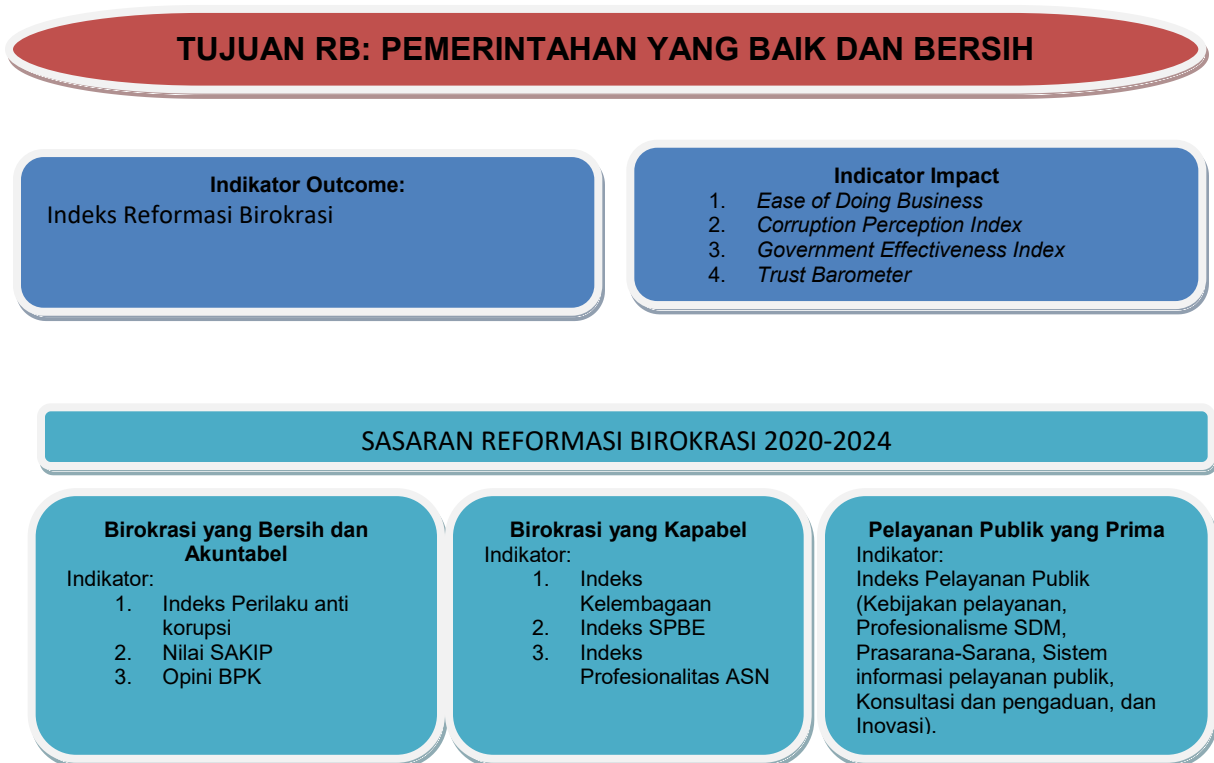 TUJUAN RB: PEMERINTAHAN YANG BAIK DAN BERSIH
Indikator Outcome:
Indeks Reformasi Birokrasi
Indicator Impact
1. Ease of Doing Business
2. Corruption Perception Index
3. Government Effectiveness Index
4. Trust Barometer
SASARAN REFORMASI BIROKRASI 2020-2024
Birokrasi yang Bersih dan
Akuntabel
Indikator:
1. Indeks Perilaku anti
korupsi
2. Nilai SAKIP
3. Opini BPK
Birokrasi yang Kapabel
Indikator:
1. Indeks
Kelembagaan
2. Indeks SPBE
3. Indeks
Profesionalitas ASN
Pelayanan Publik yang Prima
Indikator:
Indeks Pelayanan Publik
(Kebijakan pelayanan,
Profesionalisme SDM,
Prasarana-Sarana, Sistem
informasi pelayanan publik,
Konsultasi dan pengaduan, dan
Inovasi).